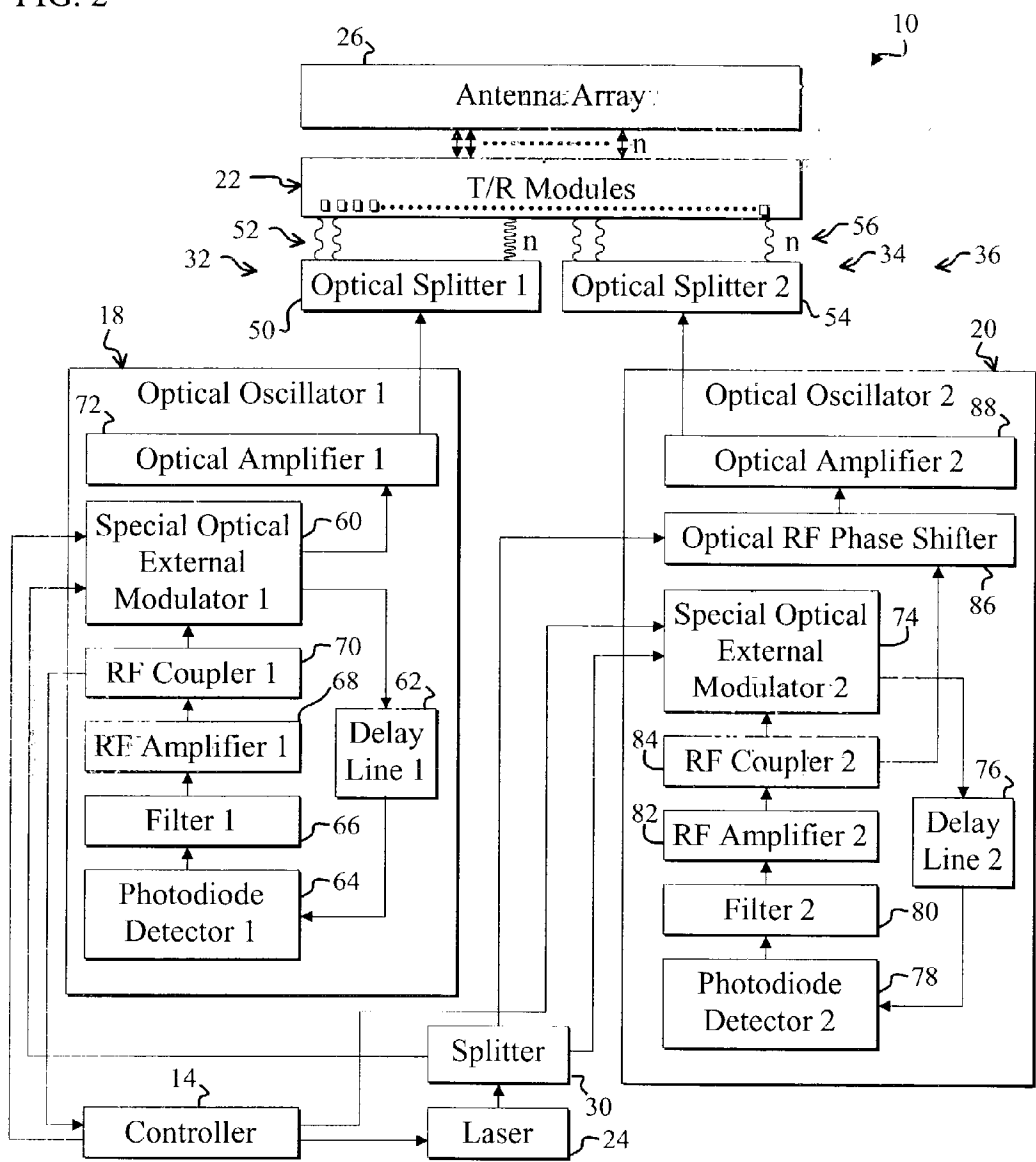 FIG. 2
10
26
Antenna Array
n
22
T/R Modules
52
n
n
56
32
34
36
Optical Splitter 1
Optical Splitter 2
50
54
18
20
Optical Oscillator 1
Optical Oscillator 2
72
88
Optical Amplifier 1
Optical Amplifier 2
Special Optical
External
Modulator 1
60
Optical RF Phase Shifter
86
Special Optical
External
Modulator 2
74
70
RF Coupler 1
68
62
RF Amplifier 1
Delay
Line 1
84
RF Coupler 2
76
Filter 1
66
82
RF Amplifier 2
Delay
Line 2
Photodiode
Detector 1
64
Filter 2
80
Photodiode
Detector 2
78
Splitter
30
14
Controller
Laser
24